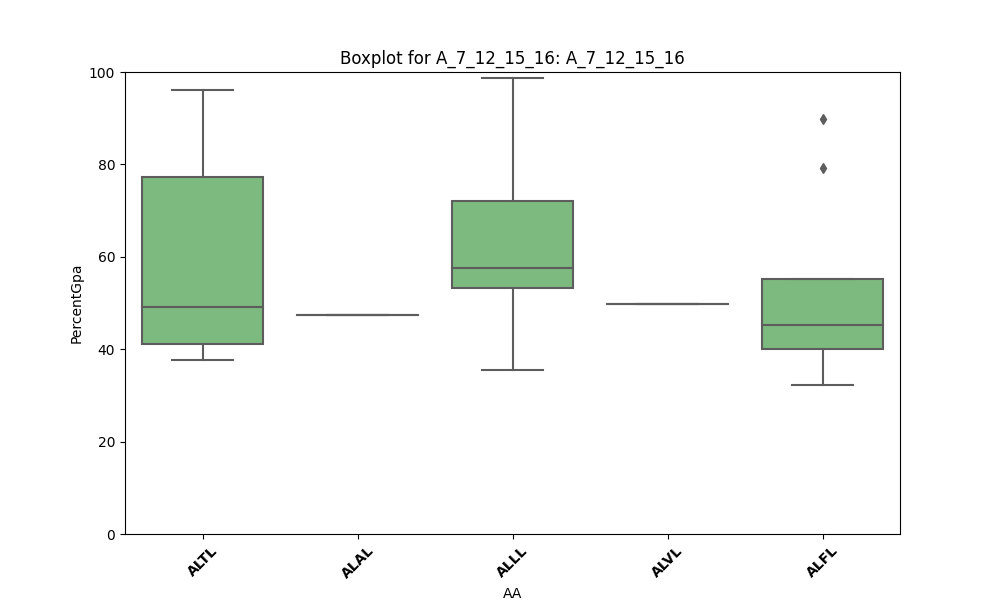 Boxplot for A_7_12_15_16: A_7_12_15_16
PercentGpa
100
80
60
40
20
0
ALTL
ALAL
ALLL
ALVL
ALFL
AA